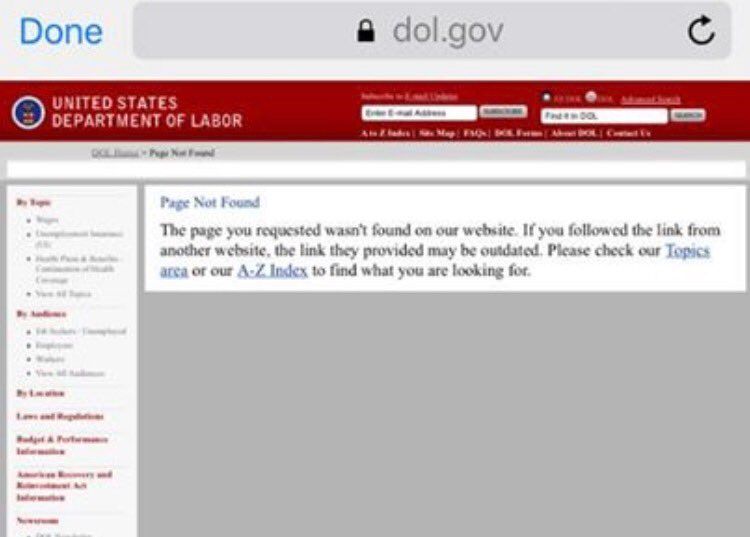 Done
dol.gov
UNITED STATES
DEPARTMENT OF LABOR
Subscribe to E-mail Updates
Enter E-mail Address
SUBSCRIBE
All DOL
Advanced Search
Find it in DOL
SEARCH
A to Z Index | Site Map | FAQs | DOL Forms | About DOL | Contact Us
DOL Home > Page Not Found
By Topic
Wages
Unemployment Insurance
(UI)
Health Plans & Benefits -
Continuation of Health
Coverage
View All Topics
By Audience
Job Seekers / Unemployed
Employers
Workers
View All Audiences
By Location
Laws and Regulations
Budget & Performance
Information
American Recovery and
Reinvestment Act
Information
Newsroom
Page Not Found
The page you requested wasn't found on our website. If you followed the link from
another website, the link they provided may be outdated. Please check our Topics
area or our A-Z Index to find what you are looking for.